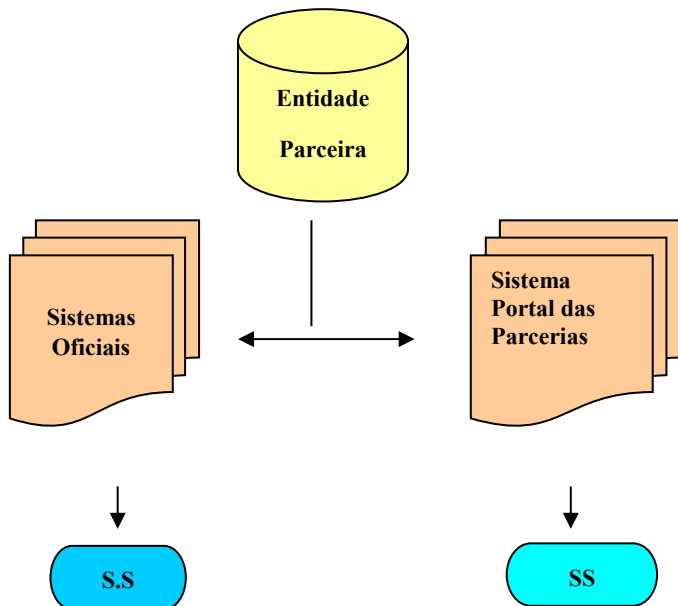 Entidade
Parceira
Sistemas
Oficiais
Sistema
Portal das
Parcerias
S.S
SS